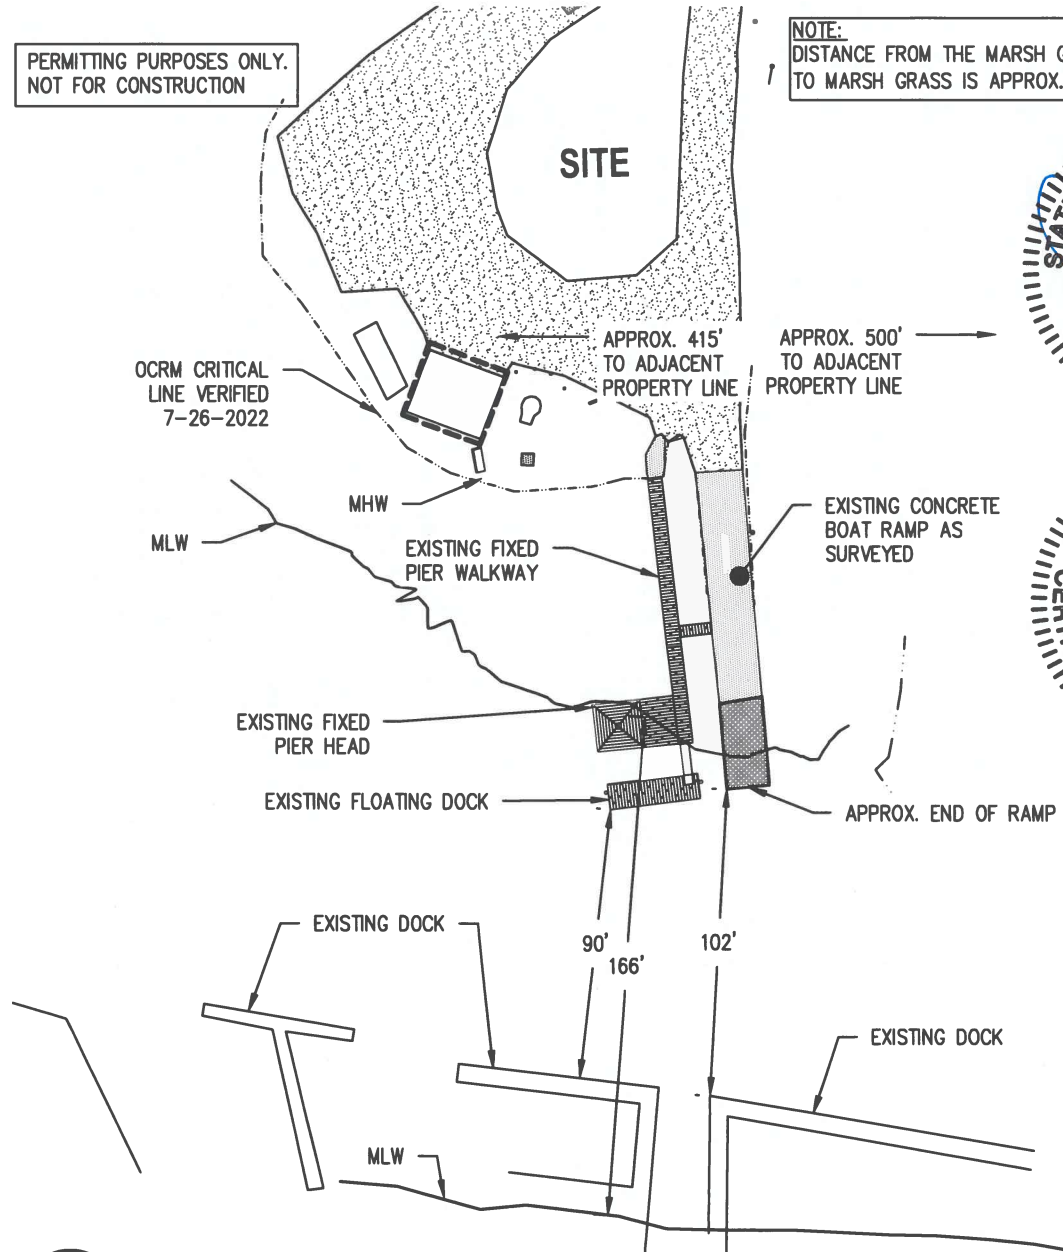 PERMITTING PURPOSES ONLY.
NOT FOR CONSTRUCTION
NOTE:
DISTANCE FROM THE MARSH G
TO MARSH GRASS IS APPROX.
SITE
STAT
APPROX. 415'
TO ADJACENT
PROPERTY LINE
APPROX. 500'
TO ADJACENT
PROPERTY LINE
OCRM CRITICAL
LINE VERIFIED
7-26-2022
MHW
MLW
EXISTING FIXED
PIER WALKWAY
EXISTING CONCRETE
BOAT RAMP AS
SURVEYED
EXISTING FIXED
PIER HEAD
EXISTING FLOATING DOCK
APPROX. END OF RAMP
EXISTING DOCK
90'
166'
102'
EXISTING DOCK
MLW